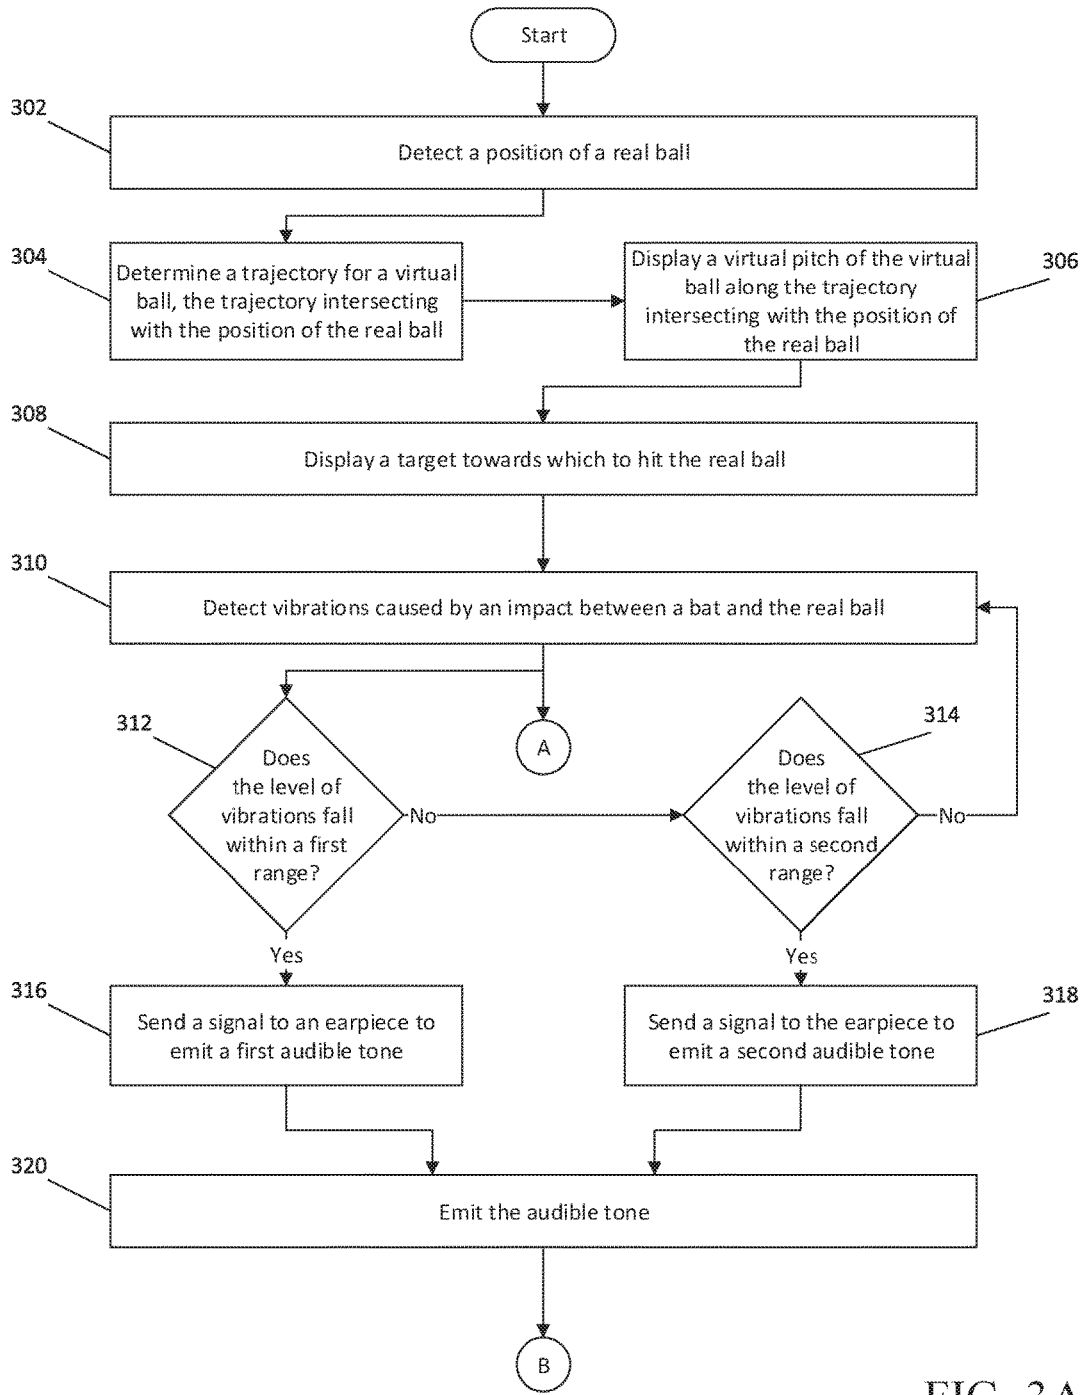 Start
302
Detect a position of a real ball
304
Determine a trajectory for a virtual
ball, the trajectory intersecting
with the position of the real ball
Display a virtual pitch of the virtual
ball along the trajectory
intersecting with the position of
the real ball
306
308
Display a target towards which to hit the real ball
310
Detect vibrations caused by an impact between a bat and the real ball
312
Does
the level of
vibrations fall
within a first
range?
No
A
314
Does
the level of
vibrations fall
within a second
range?
No
Yes
Yes
316
Send a signal to an earpiece to
emit a first audible tone
Send a signal to the earpiece to
emit a second audible tone
318
320
Emit the audible tone
B
FIG. 3A